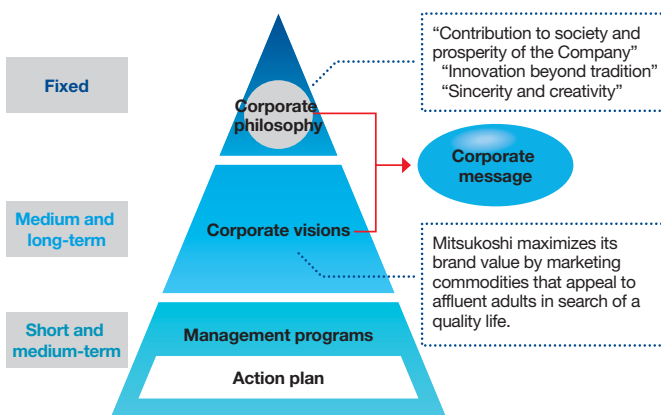 “Contribution to society and
prosperity of the Company”
“Innovation beyond tradition”
“Sincerity and creativity”
Fixed
Corporate
philosophy
Corporate
message
Medium and
long-term
Corporate visions
Mitsukoshi maximizes its
brand value by marketing
commodities that appeal to
affluent adults in search of a
quality life.
Short and
medium-term
Management programs
Action plan